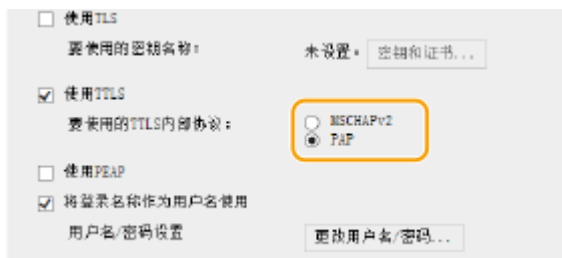 使用TLS
要使用的密钥名称： 未设置。 密钥和证书...
使用TTLS
要使用的TTLS内部协议： MSCHAPv2
PAP
使用PEAP
将登录名称作为用户名使用
用户名/密码设置 更改用户名/密码...